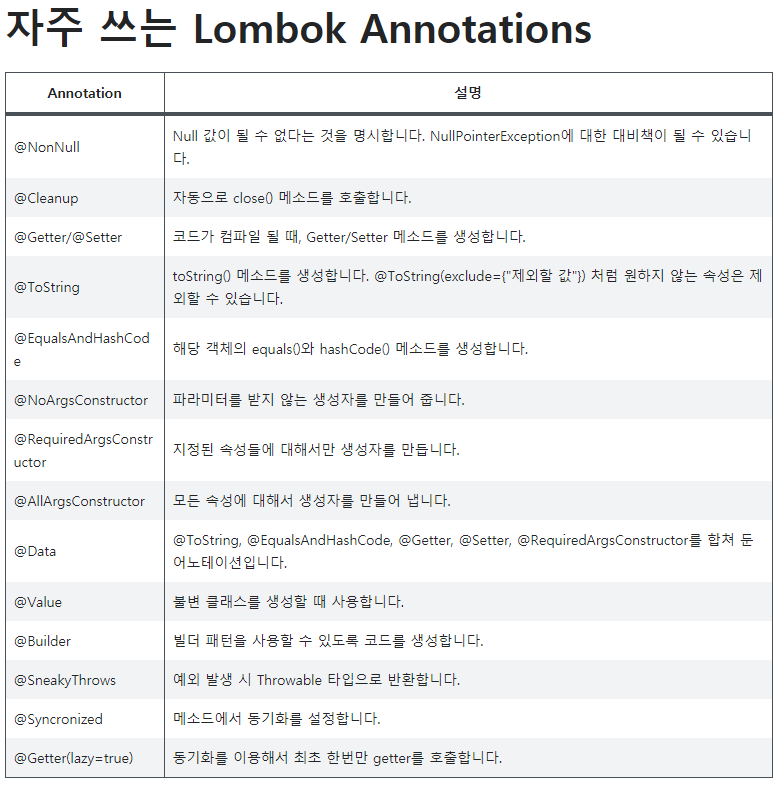 자주 쓰는 Lombok Annotations
Annotation 설명
@NonNull
Null 값이 될 수 없다는 것을 명시합니다. NullPointerException에 대한 대비책이 될 수 있습니
다.
@Cleanup 자동으로 close() 메소드를 호출합니다.
@Getter/@Setter 코드가 컴파일 될 때, Getter/Setter 메소드를 생성합니다.
@ToString
toString() 메소드를 생성합니다. @ToString(exclude={"제외할 값"}) 처럼 원하지 않는 속성은 제
외할 수 있습니다.
@EqualsAndHashCod
e
해당 객체의 equals()와 hashCode() 메소드를 생성합니다.
@NoArgsConstructor 파라미터를 받지 않는 생성자를 만들어 줍니다.
@RequiredArgsConstr
uctor
지정된 속성들에 대해서만 생성자를 만듭니다.
@AllArgsConstructor 모든 속성에 대해서 생성자를 만들어 냅니다.
@Data
@ToString, @EqualsAndHashCode, @Getter, @Setter, @RequiredArgsConstructor를 합쳐 둔
어노테이션입니다.
@Value 불변 클래스를 생성할 때 사용합니다.
@Builder 빌더 패턴을 사용할 수 있도록 코드를 생성합니다.
@SneakyThrows 예외 발생 시 Throwable 타입으로 반환합니다.
@Syncronized 메소드에서 동기화를 설정합니다.
@Getter(lazy=true) 동기화를 이용해서 최초 한번만 getter를 호출합니다.